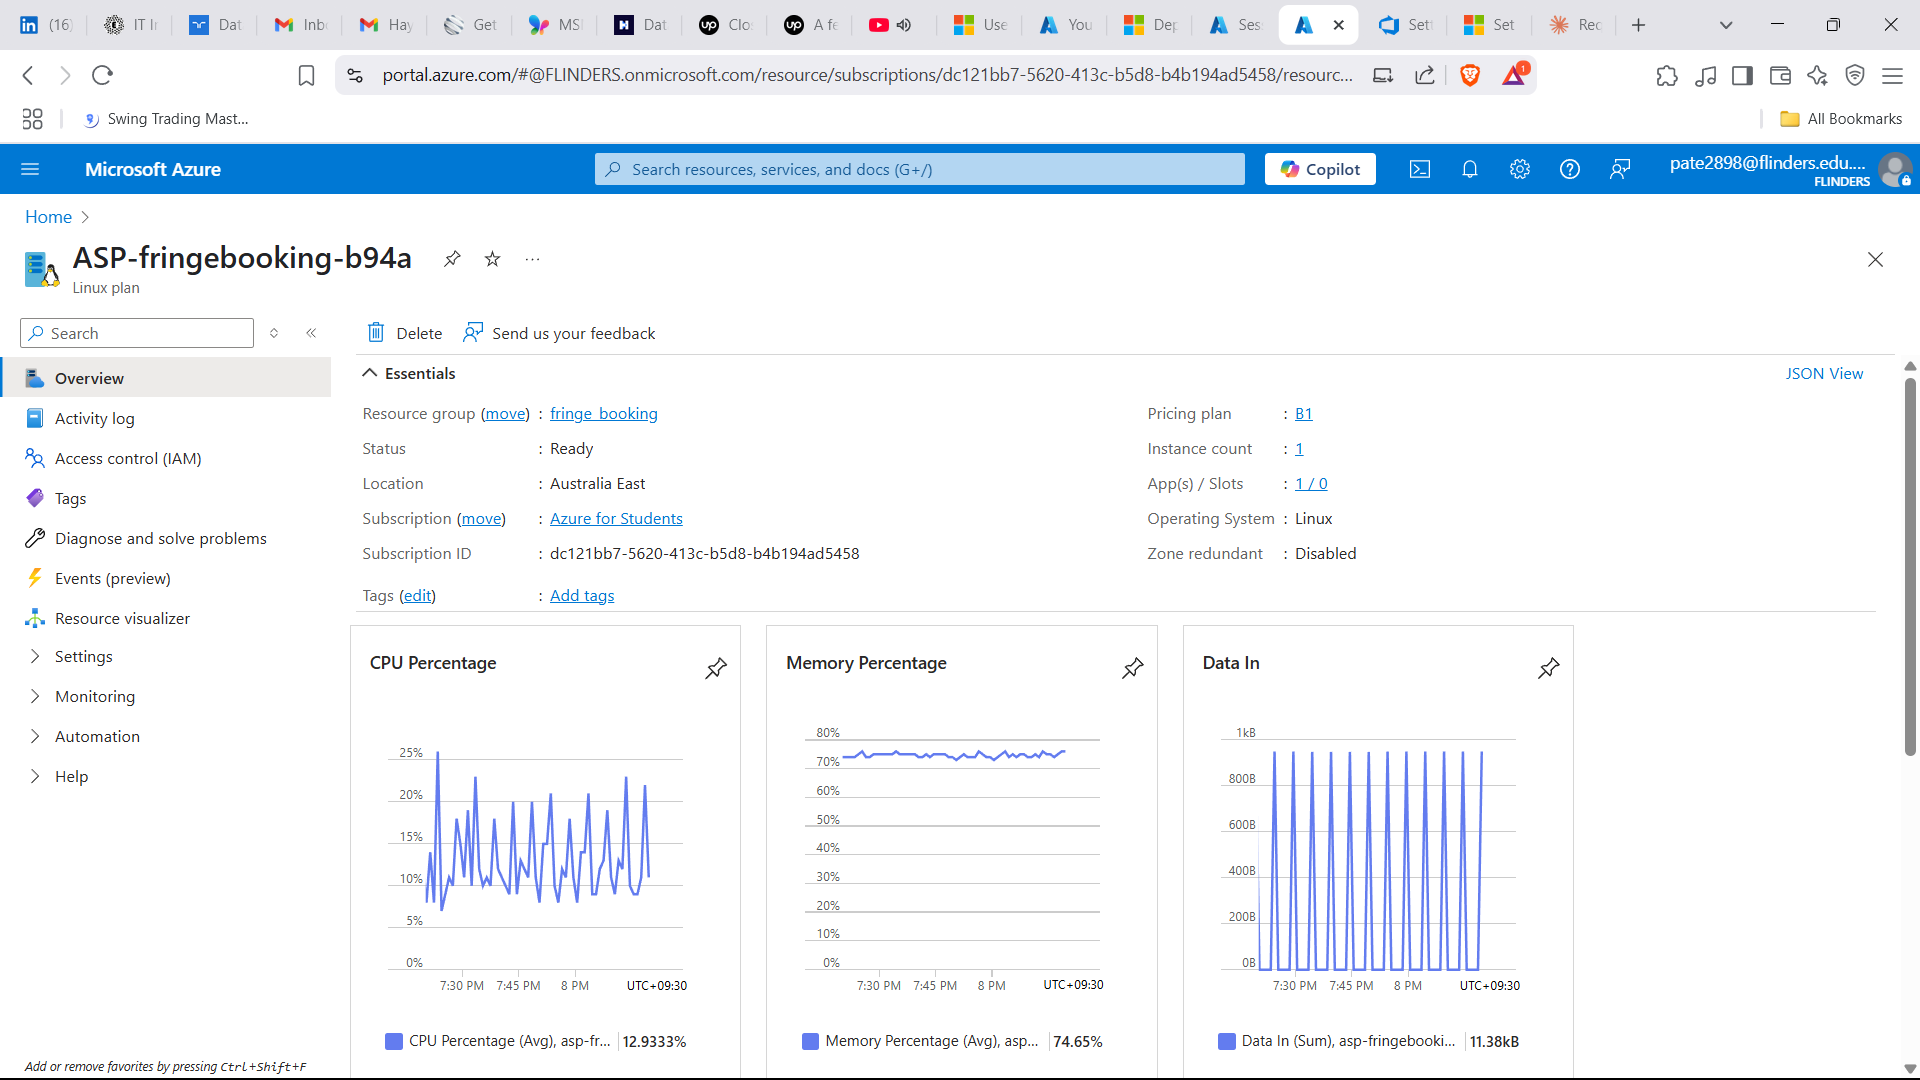 (16)
IT In
Dat
Inb
Hay
Get
MSI
Dat
Clo
A fe
Use
You
Dep
Ses
Sett
Set
Rec
portal.azure.com/#@FLINDERS.onmicrosoft.com/resource/subscriptions/dc121bb7-5620-413c-b5d8-b4b194ad5458/resourc...
1
Swing Trading Mast...
All Bookmarks
Microsoft Azure
Search resources, services, and docs (G+/)
Copilot
pate2898@flinders.edu....
FLINDERS
Home
ASP-fringebooking-b94a
Linux plan
Search
Delete
Send us your feedback
Overview
Activity log
Access control (IAM)
Tags
Diagnose and solve problems
Events (preview)
Resource visualizer
Settings
Monitoring
Automation
Help
Add or remove favorites by pressing Ctrl+Shift+F
Essentials
JSON View
Resource group (move) : fringe_booking
Status : Ready
Location : Australia East
Subscription (move) : Azure for Students
Subscription ID : dc121bb7-5620-413c-b5d8-b4b194ad5458
Tags (edit) : Add tags
Pricing plan : B1
Instance count : 1
App(s) / Slots : 1 / 0
Operating System : Linux
Zone redundant : Disabled
CPU Percentage
25%
20%
15%
10%
5%
0%
7:30 PM 7:45 PM 8 PM UTC+09:30
CPU Percentage (Avg), asp-fr... 12.9333%
Memory Percentage
80%
70%
60%
50%
40%
30%
20%
10%
0%
7:30 PM 7:45 PM 8 PM UTC+09:30
Memory Percentage (Avg), asp... 74.65%
Data In
1kB
800B
600B
400B
200B
0B
7:30 PM 7:45 PM 8 PM UTC+09:30
Data In (Sum), asp-fringebooki... 11.38kB